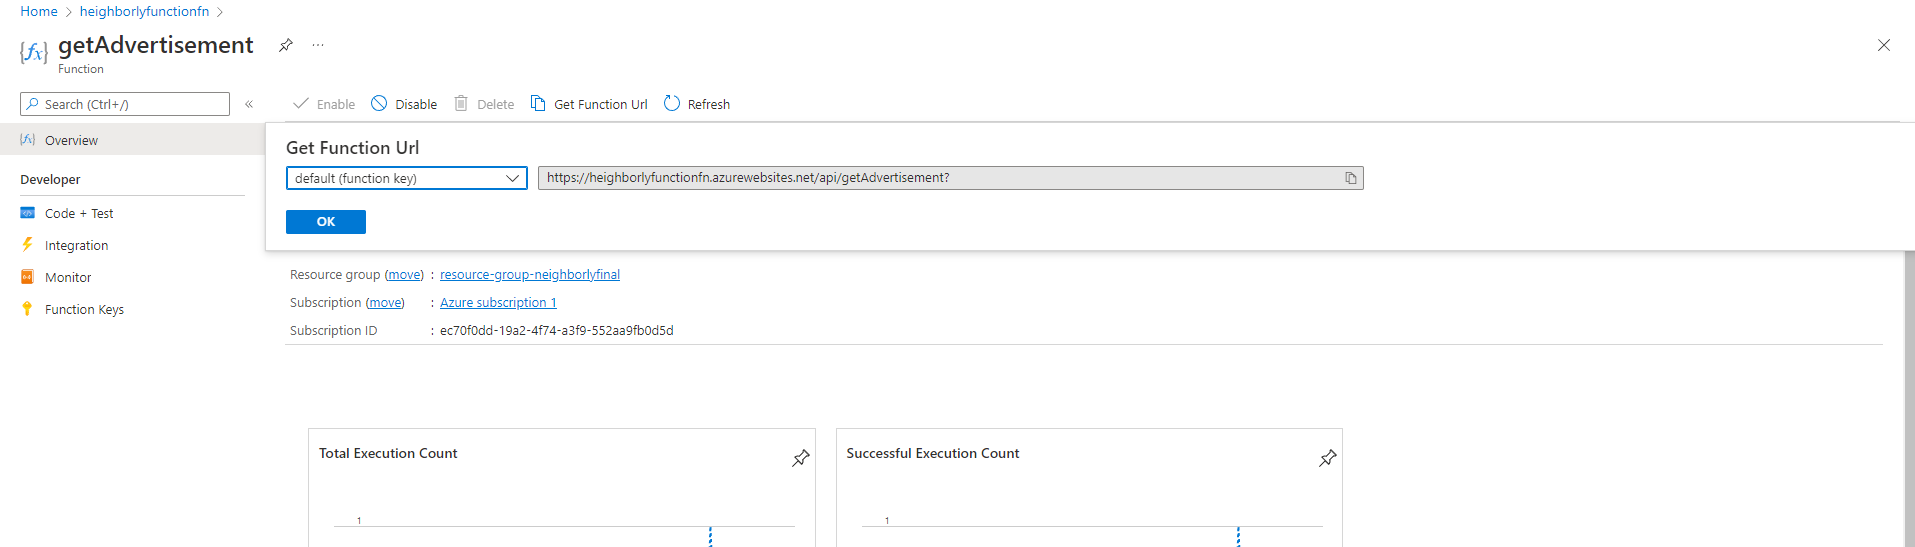 Home > heighborlyfunctionfn >
getAdvertisement ...
Function
Search (Ctrl+/) «
Enable Disable Delete Get Function Url Refresh
Overview
Developer
Code + Test
Integration
Monitor
Function Keys
Get Function Url
default (function key) https://heighborlyfunctionfn.azurewebsites.net/api/getAdvertisement?
OK
Resource group (move) : resource-group-neighborlyfinal
Subscription (move) : Azure subscription 1
Subscription ID : ec70f0dd-19a2-4f74-a3f9-552aa9fb0d5d
Total Execution Count
1
Successful Execution Count
1